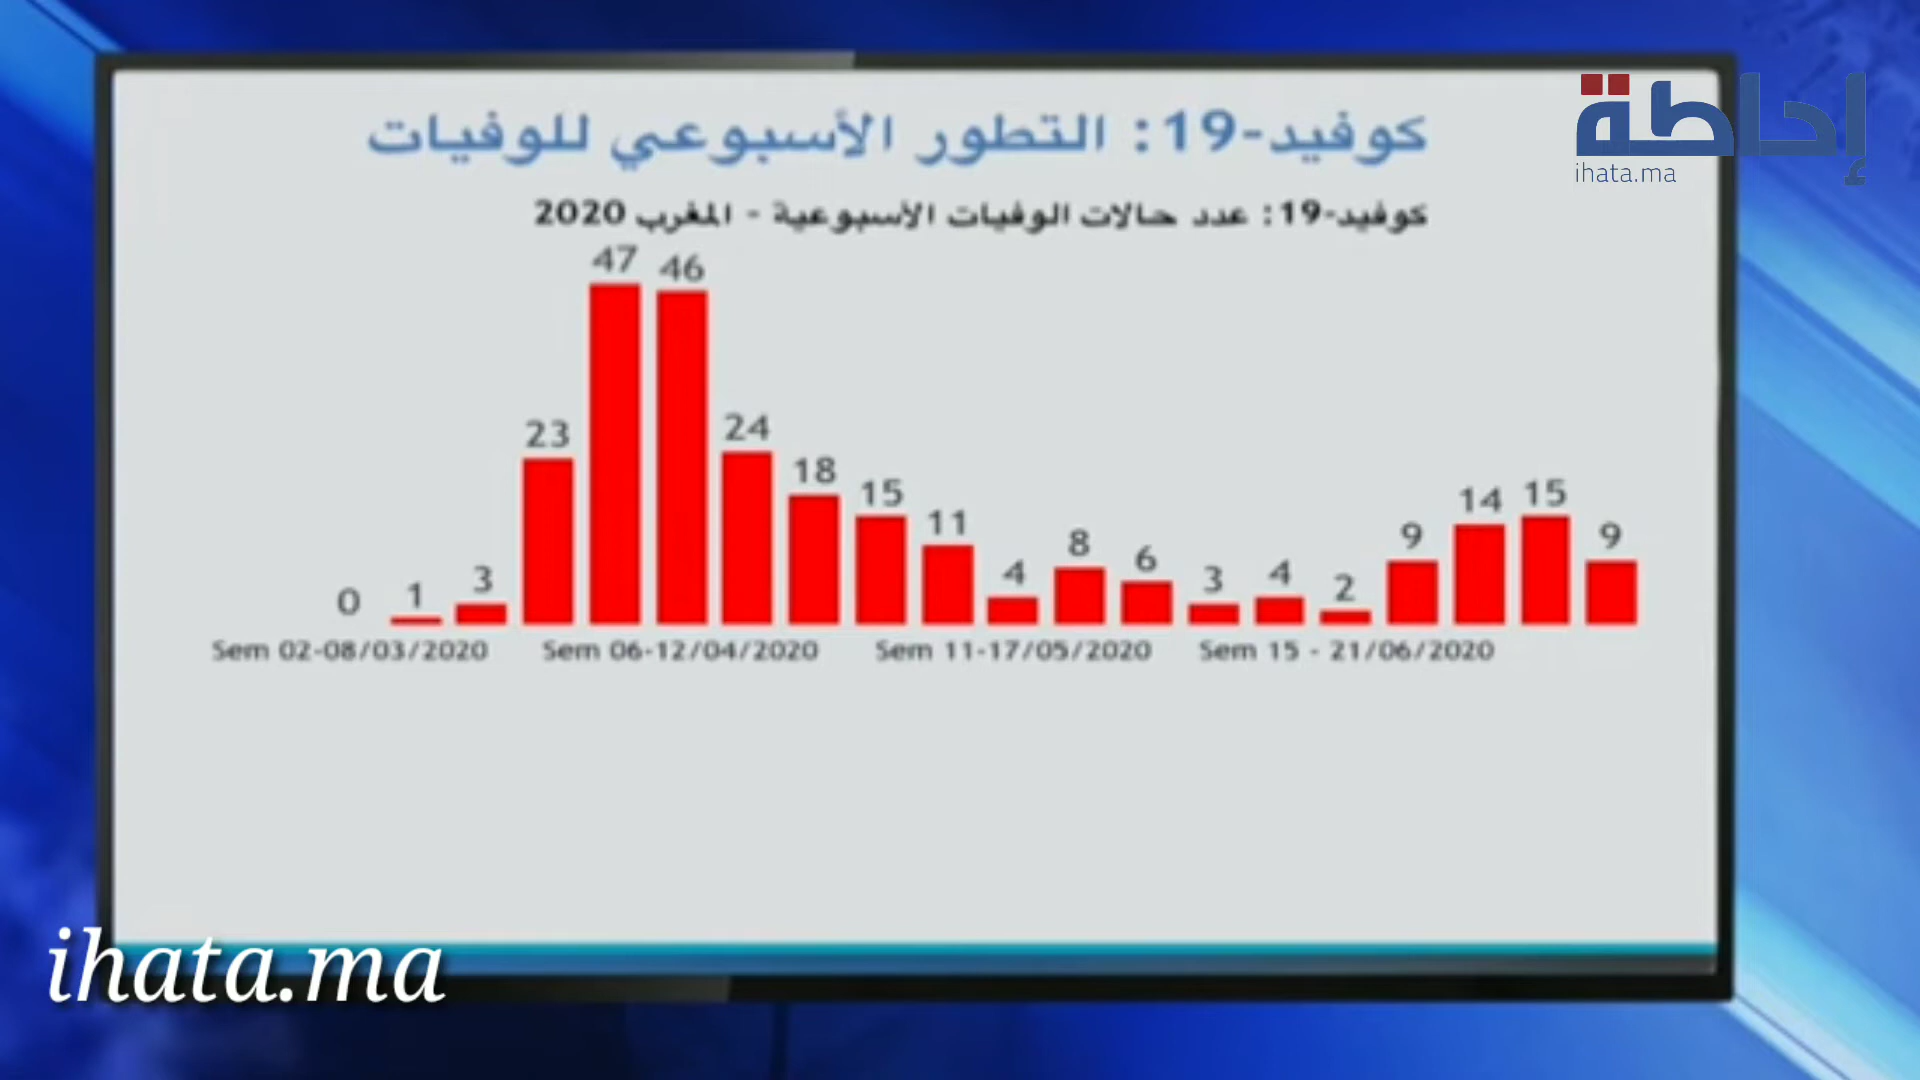 إحاطة
ihata.ma
كوفيد-19: التطور الأسبوعي للوفيات
كوفيد-19: عدد حالات الوفيات الأسبوعية - المغرب 2020
0 1 3 23 47 46 24 18 15 11 4 8 6 3 4 2 9 14 15 9
Sem 02-08/03/2020 Sem 06-12/04/2020 Sem 11-17/05/2020 Sem 15 - 21/06/2020
ihata.ma